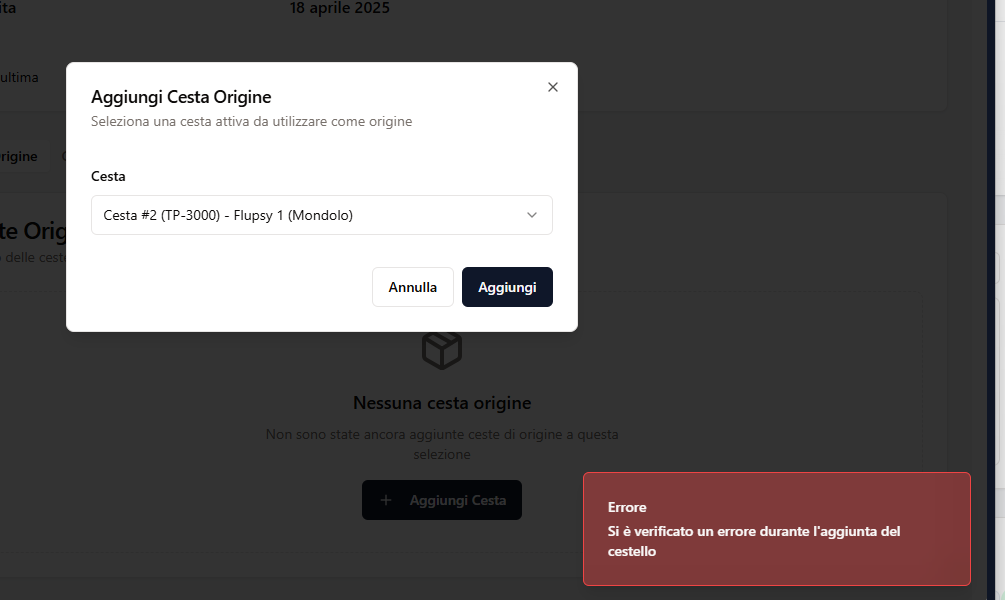 ita
18 aprile 2025
ultima
Aggiungi Cesta Origine
Seleziona una cesta attiva da utilizzare come origine
rigine
Cesta
Cesta #2 (TP-3000) - Flupsy 1 (Mondolo)
te Orig
delle ceste
Annulla
Aggiungi
Nessuna cesta origine
Non sono state ancora aggiunte ceste di origine a questa
selezione
+ Aggiungi Cesta
Errore
Si è verificato un errore durante l'aggiunta del
cestello